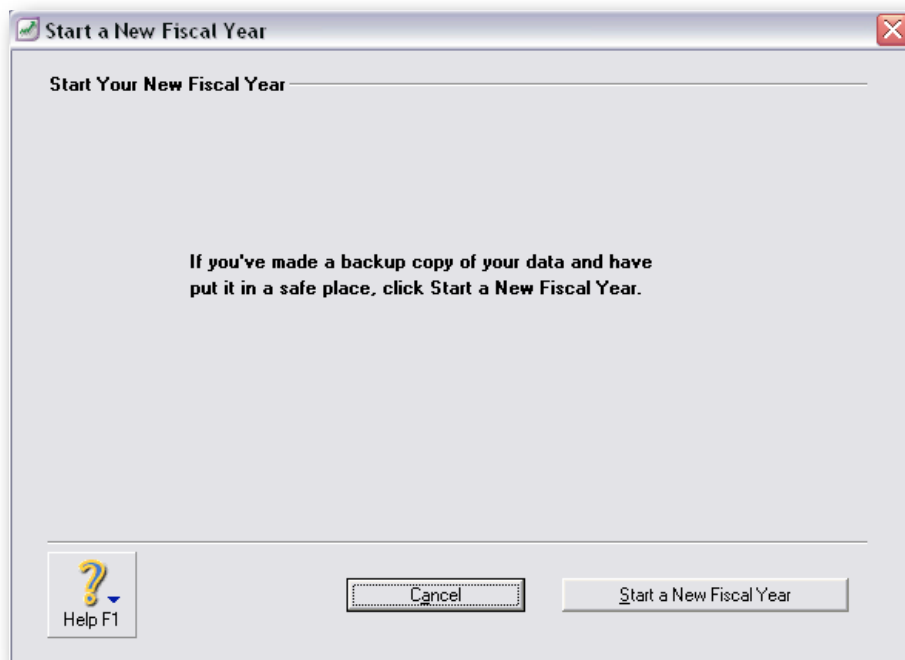 Start a New Fiscal Year
Start Your New Fiscal Year
If you've made a backup copy of your data and have
put it in a safe place, click Start a New Fiscal Year.
Help F1
Cancel
Start a New Fiscal Year